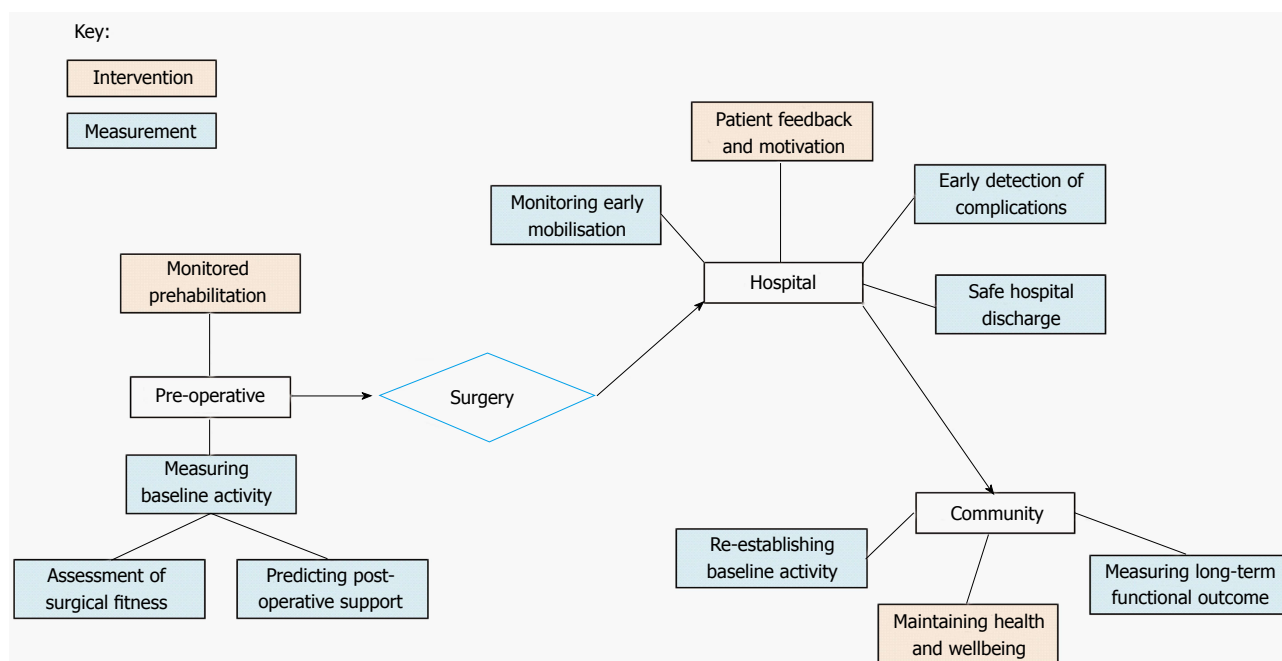 Key:
Intervention
Measurement
Patient feedback
and motivation
Early detection of
complications
Monitoring early
mobilisation
Monitored
prehabilitation
Hospital
Safe hospital
discharge
Pre-operative
Surgery
Measuring
baseline activity
Community
Re-establishing
baseline activity
Assessment of
surgical fitness
Predicting post-
operative support
Measuring long-term
functional outcome
Maintaining health
and wellbeing